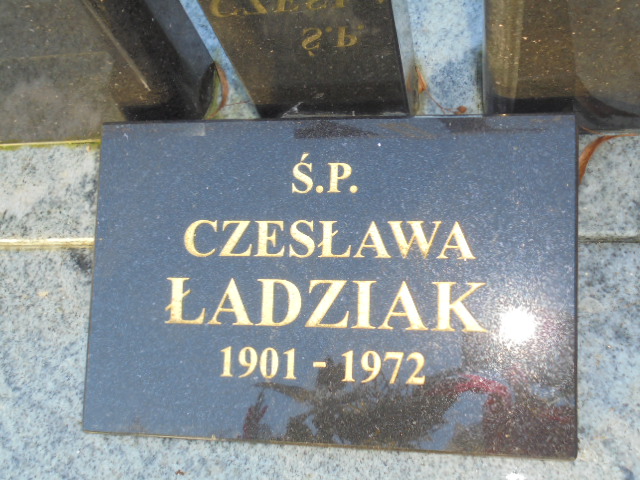 Ś.P.
CZESŁAWA
ŁADZIAK
1901 - 1972